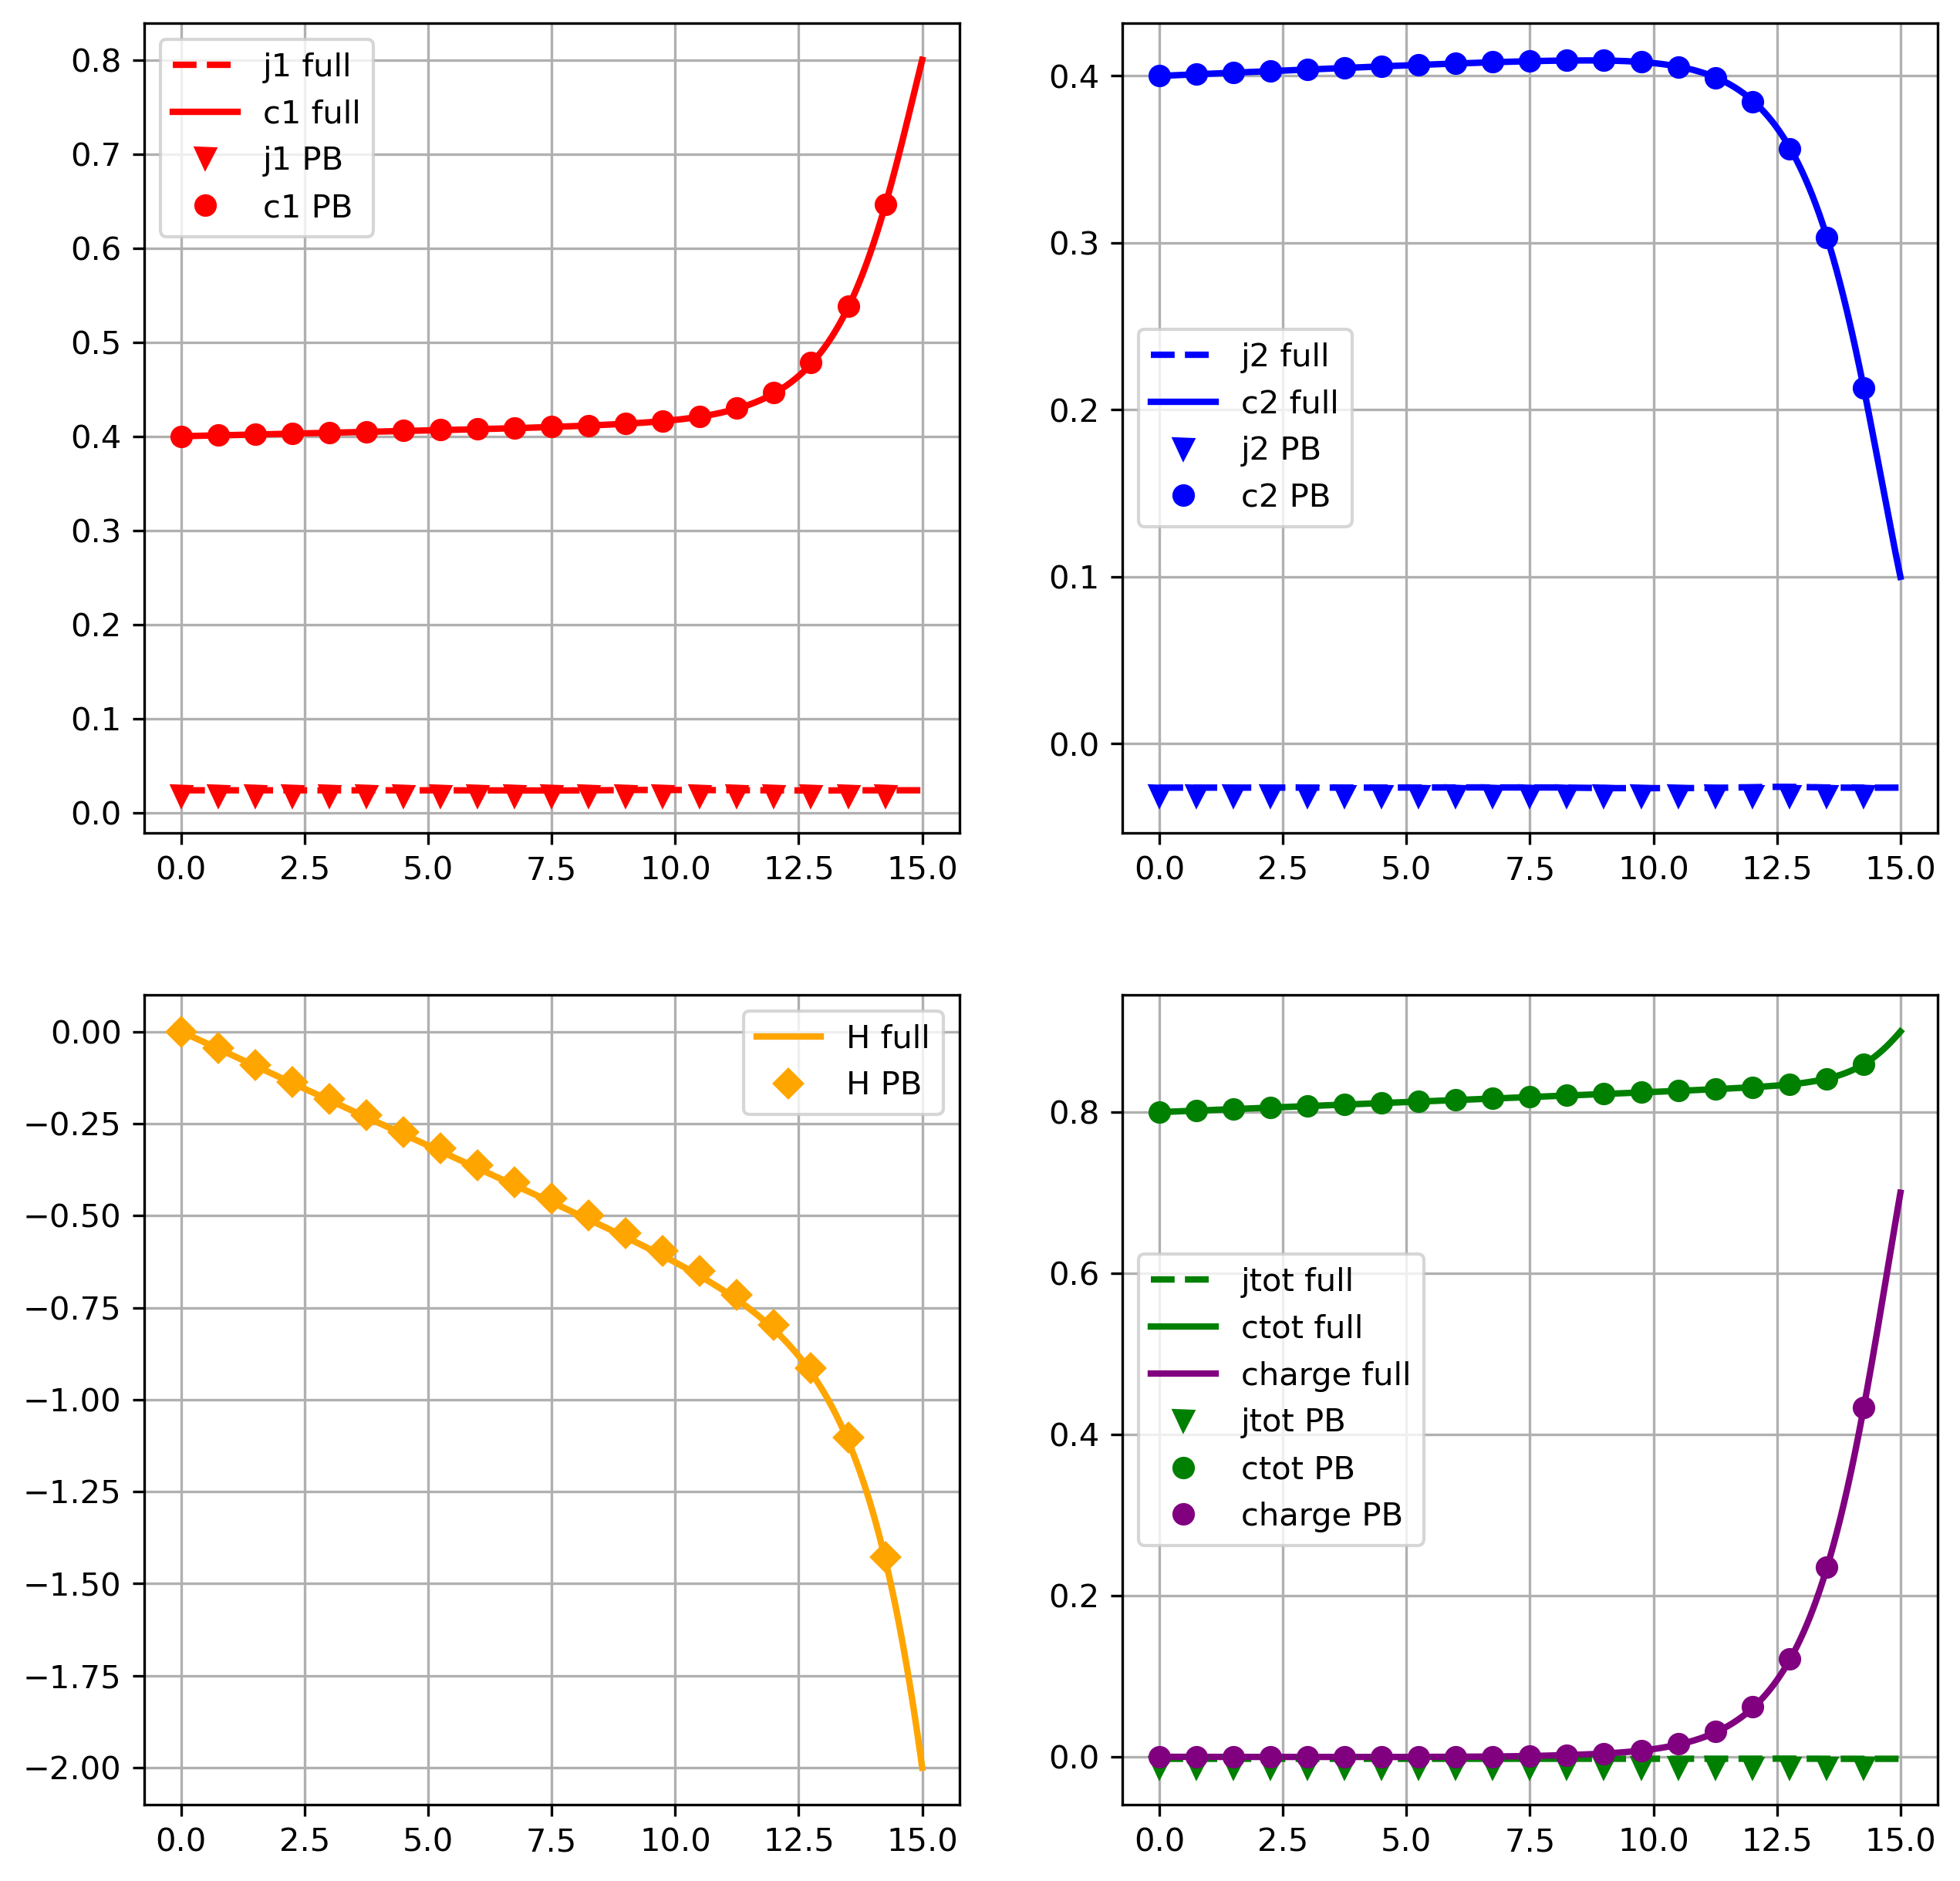 0.8
0.7
0.6
0.5
0.4
0.3
0.2
0.1
0.0
j1 full
c1 full
j1 PB
c1 PB
0.0 2.5 5.0 7.5 10.0 12.5 15.0
0.4
0.3
0.2
0.1
0.0
j2 full
c2 full
j2 PB
c2 PB
0.0 2.5 5.0 7.5 10.0 12.5 15.0
0.00
−0.25
−0.50
−0.75
−1.00
−1.25
−1.50
−1.75
−2.00
H full
H PB
0.0 2.5 5.0 7.5 10.0 12.5 15.0
0.8
0.6
0.4
0.2
0.0
jtot full
ctot full
charge full
jtot PB
ctot PB
charge PB
0.0 2.5 5.0 7.5 10.0 12.5 15.0